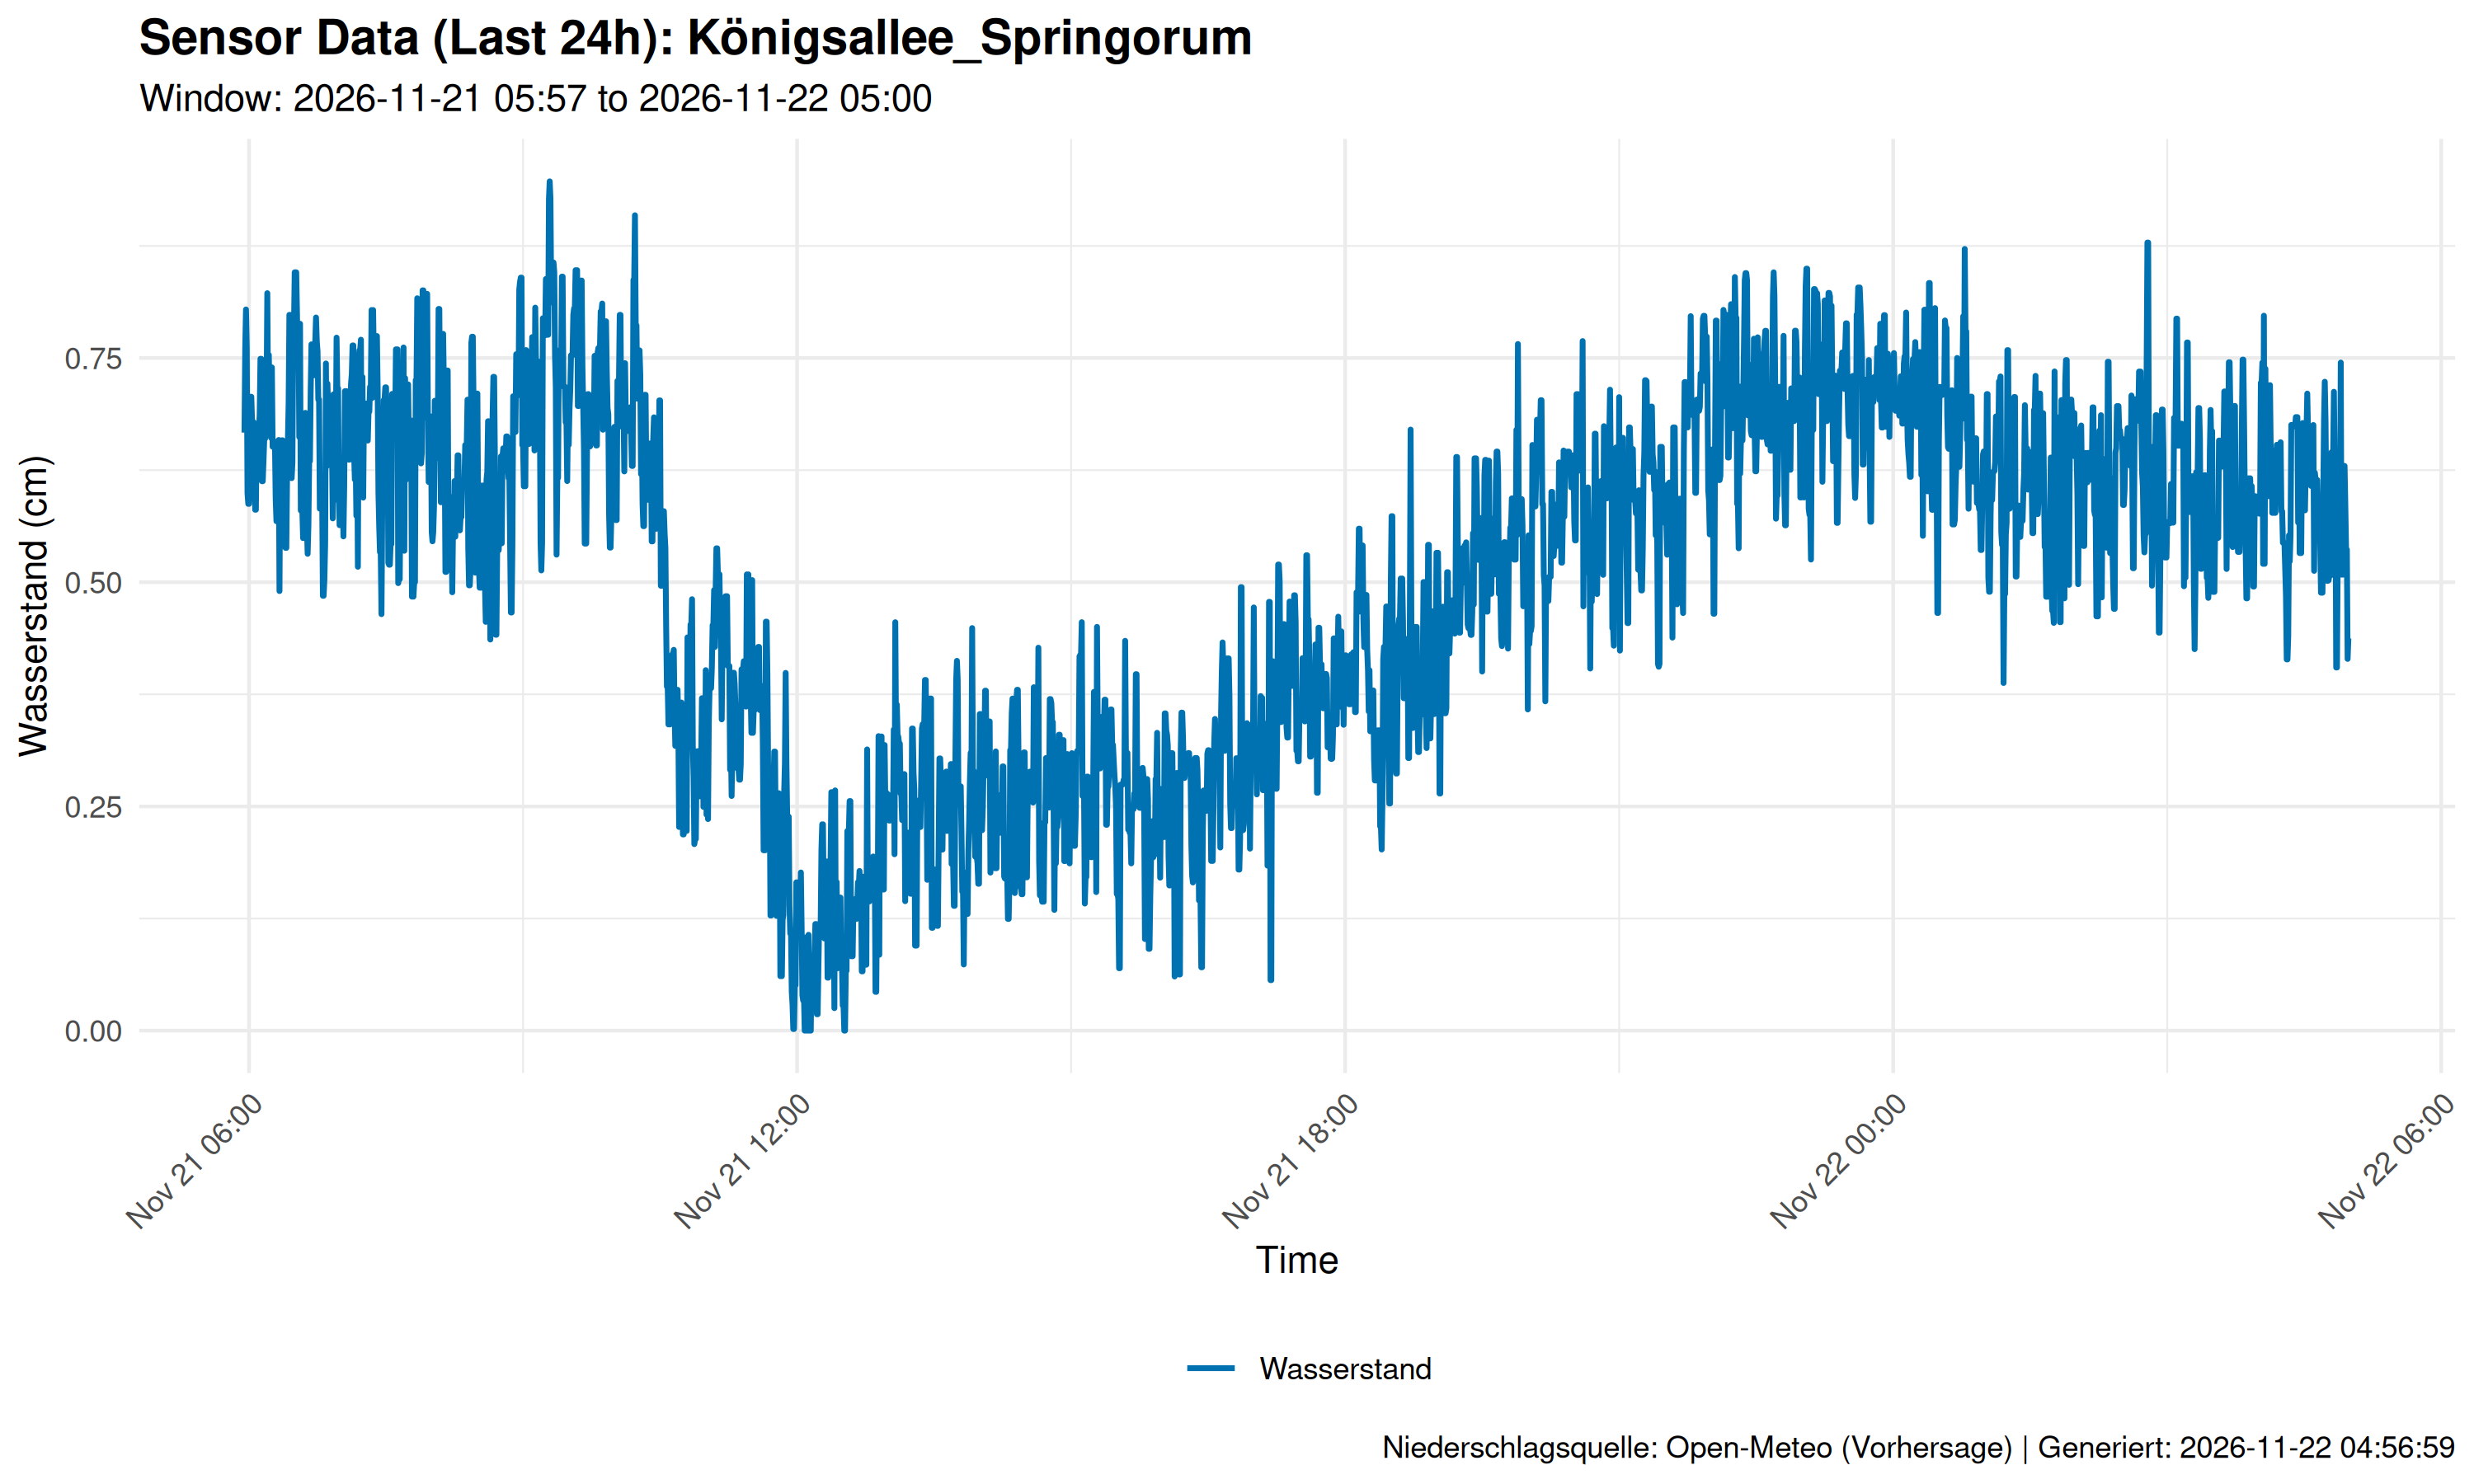 Sensor Data (Last 24h): Königsallee_Springorum
Window: 2026-11-21 05:57 to 2026-11-22 05:00
Wasserstand (cm)
0.75
0.50
0.25
0.00
Nov 21 06:00
Nov 21 12:00
Nov 21 18:00
Nov 22 00:00
Nov 22 06:00
Time
Wasserstand
Niederschlagsquelle: Open-Meteo (Vorhersage) | Generiert: 2026-11-22 04:56:59